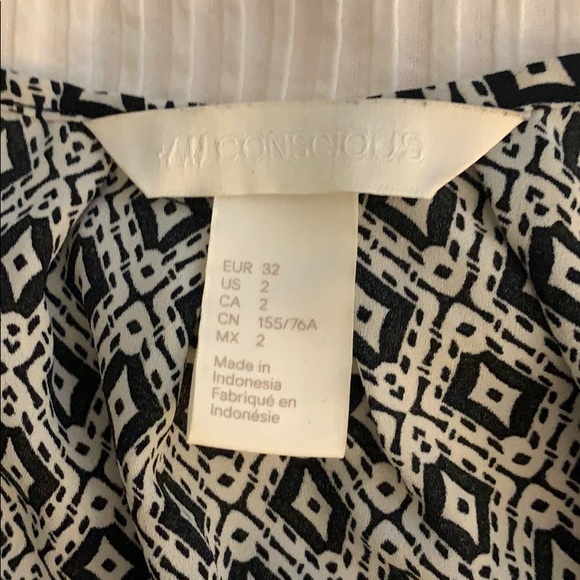 H&M CONSCIOUS
EUR 32
US 2
CA 2
CN 155/76A
MX 2
Made in
Indonesia
Fabriqué en
Indonésie